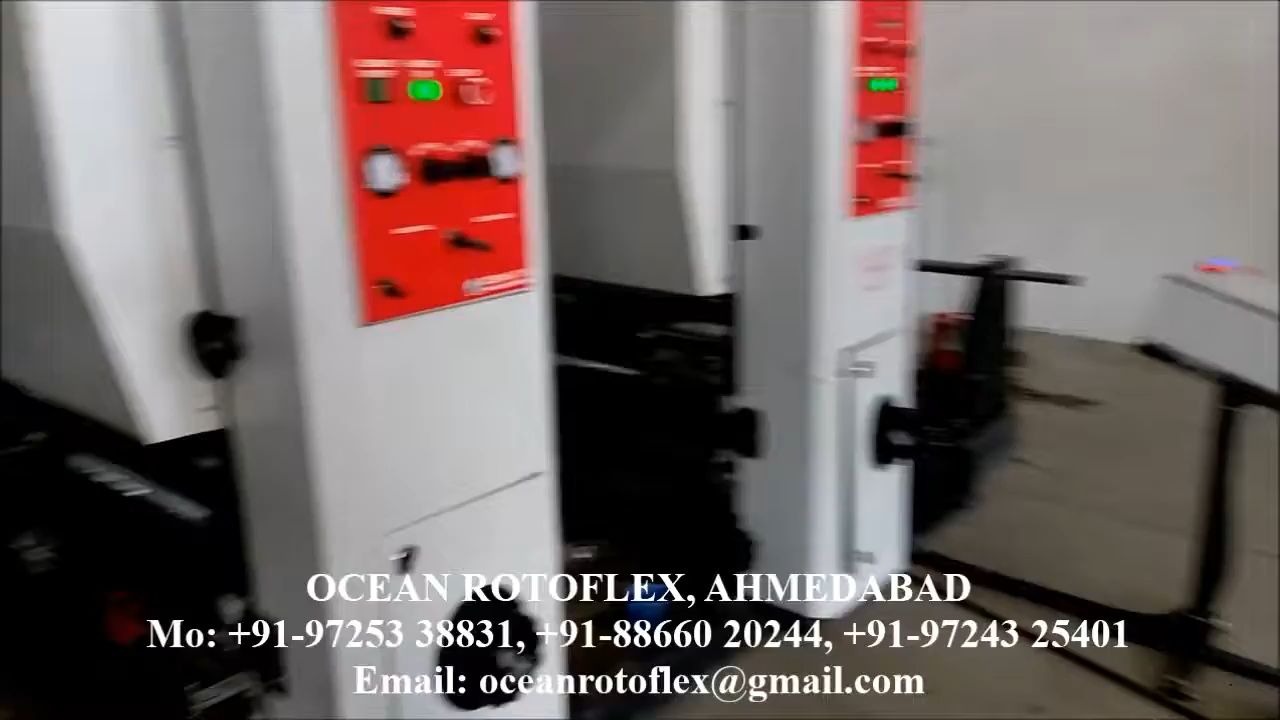 OCEAN ROTOFLEX, AHMEDABAD
Mo: +91-97253 38831, +91-88660 20244, +91-97243 25401
Email: oceanrotoflex@gmail.com